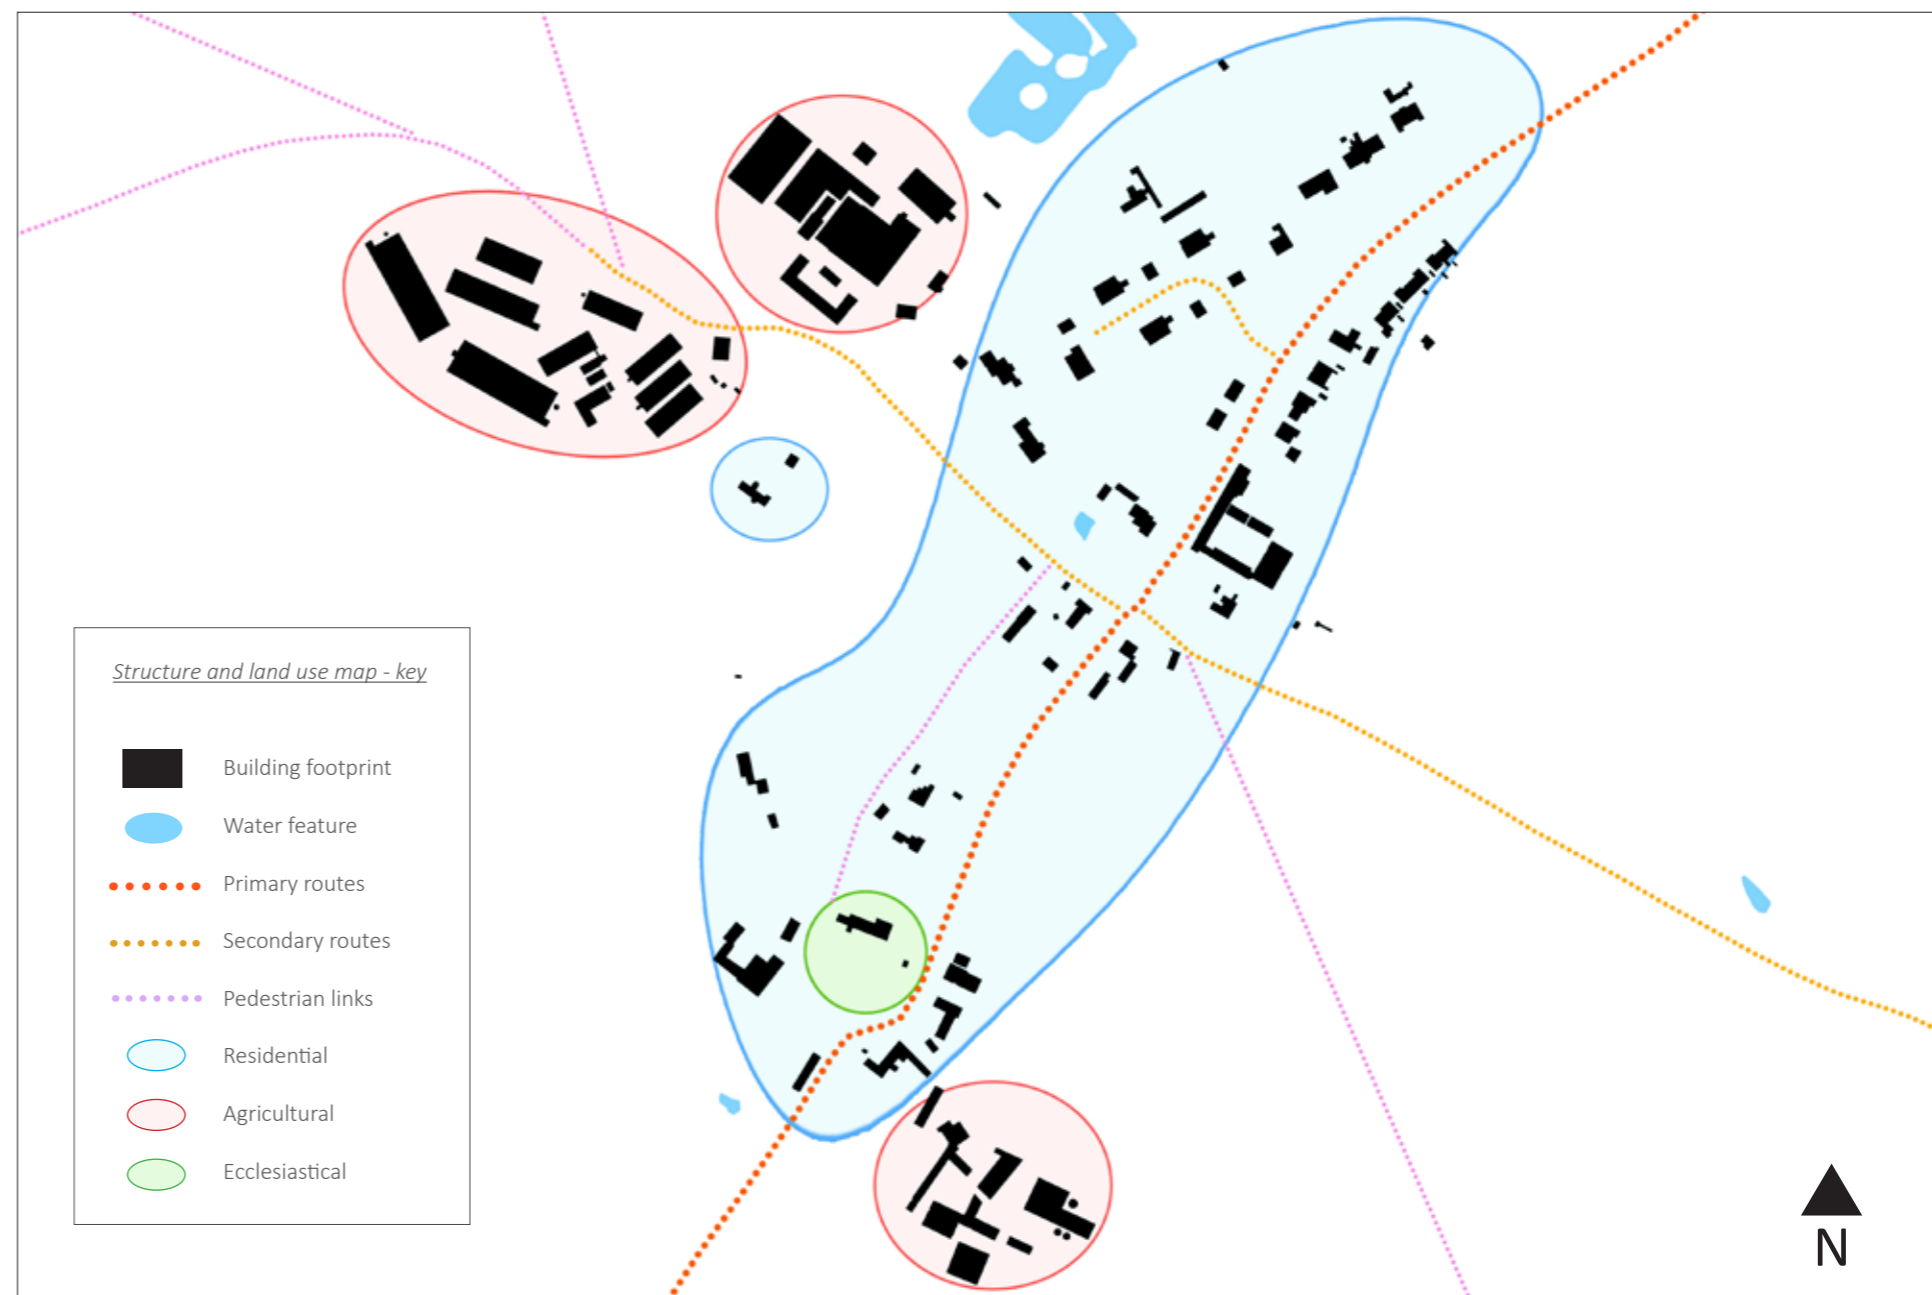 Structure and land use map - key
Building footprint
Water feature
Primary routes
Secondary routes
Pedestrian links
Residential
Agricultural
Ecclesiastical
N